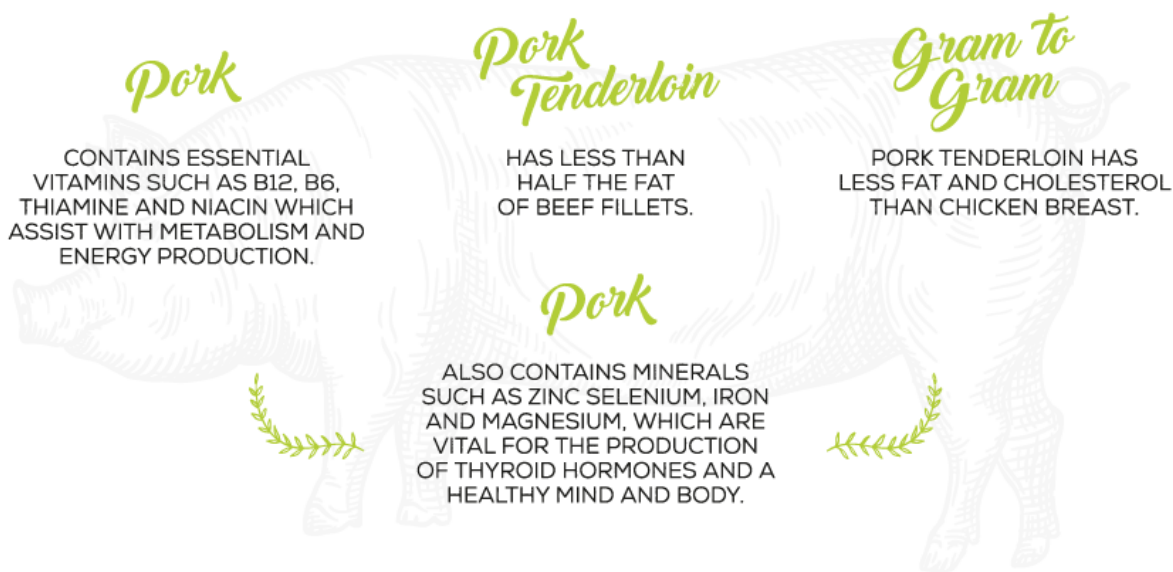 Pork
CONTAINS ESSENTIAL
VITAMINS SUCH AS B12, B6,
THIAMINE AND NIACIN WHICH
ASSIST WITH METABOLISM AND
ENERGY PRODUCTION.
Pork
Tenderloin
HAS LESS THAN
HALF THE FAT
OF BEEF FILLETS.
Gram to
Gram
PORK TENDERLOIN HAS
LESS FAT AND CHOLESTEROL
THAN CHICKEN BREAST.
Pork
ALSO CONTAINS MINERALS
SUCH AS ZINC SELENIUM, IRON
AND MAGNESIUM, WHICH ARE
VITAL FOR THE PRODUCTION
OF THYROID HORMONES AND A
HEALTHY MIND AND BODY.